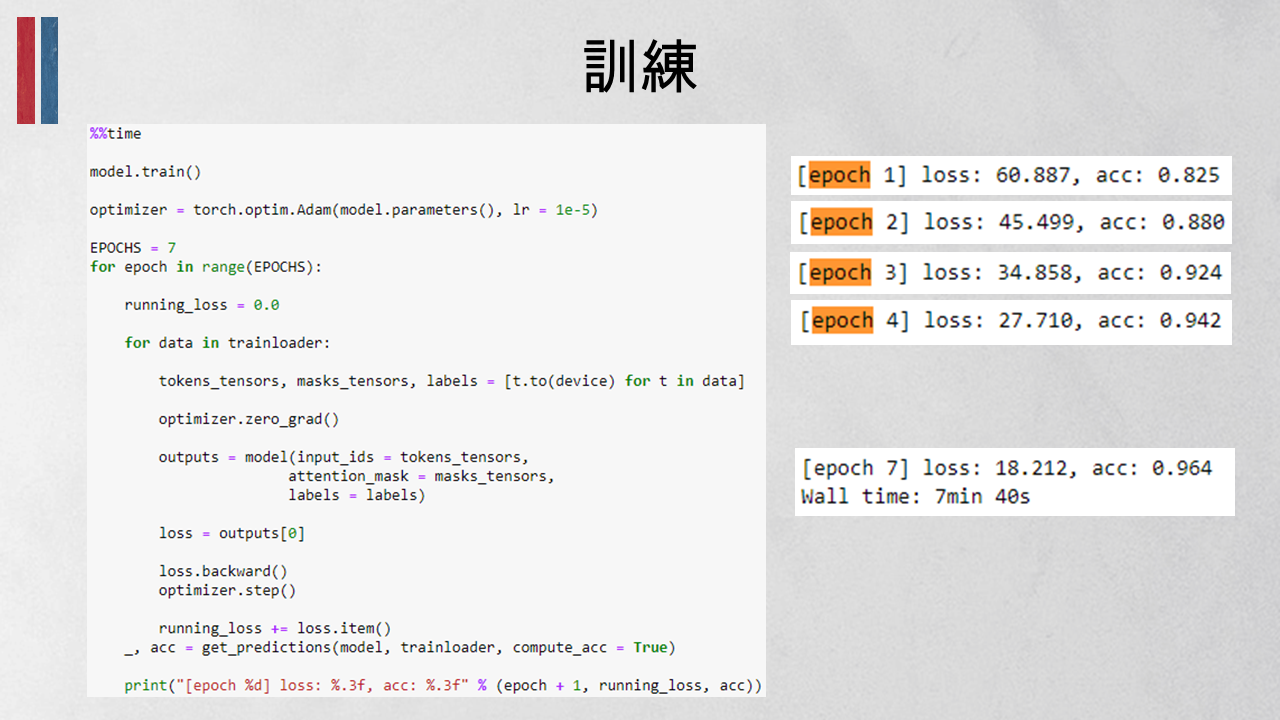 訓練
%%time
model.train()
optimizer = torch.optim.Adam(model.parameters(), lr = 1e-5)
EPOCHS = 7
for epoch in range(EPOCHS):
    running_loss = 0.0
    for data in trainloader:
        tokens_tensors, masks_tensors, labels = [t.to(device) for t in data]
        optimizer.zero_grad()
        outputs = model(input_ids = tokens_tensors,
                       attention_mask = masks_tensors,
                       labels = labels)
        loss = outputs[0]
        loss.backward()
        optimizer.step()
        running_loss += loss.item()
    _, acc = get_predictions(model, trainloader, compute_acc = True)
    print("[epoch %d] loss: %.3f, acc: %.3f" % (epoch + 1, running_loss, acc))
[epoch 1] loss: 60.887, acc: 0.825
[epoch 2] loss: 45.499, acc: 0.880
[epoch 3] loss: 34.858, acc: 0.924
[epoch 4] loss: 27.710, acc: 0.942
[epoch 7] loss: 18.212, acc: 0.964
Wall time: 7min 40s